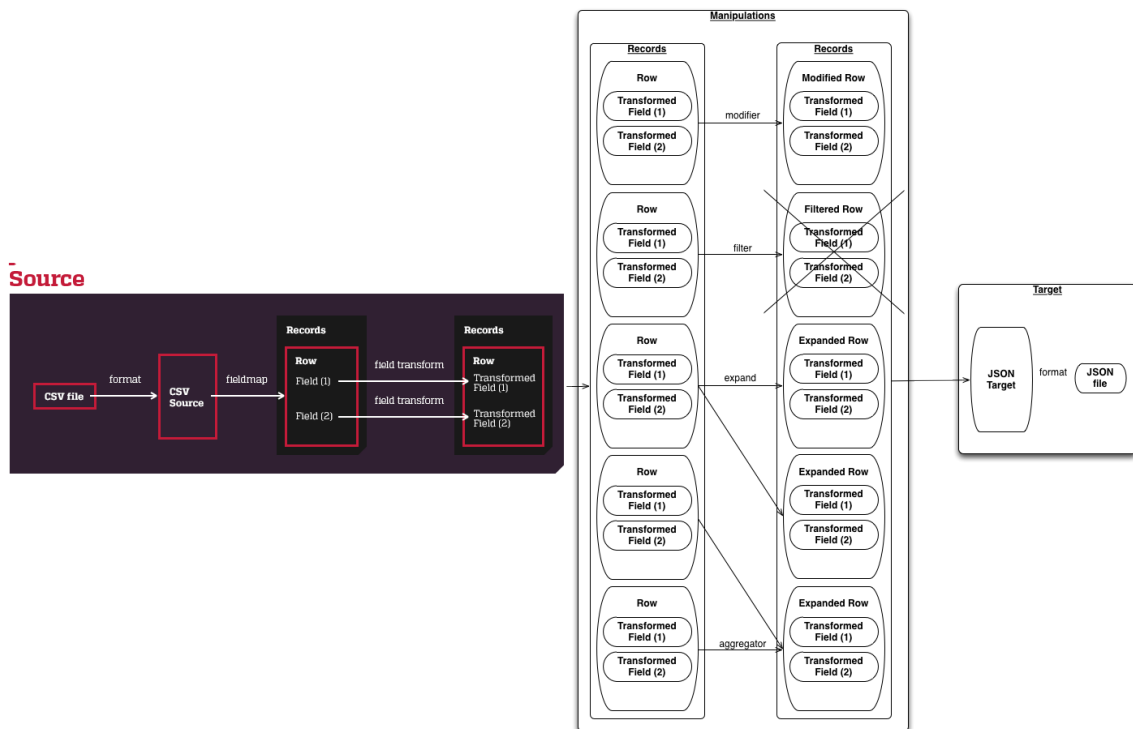 Source
CSV file
format
CSV
Source
fieldmap
Records
Row
Field (1)
Field (2)
field transform
field transform
Records
Row
Transformed
Field (1)
Transformed
Field (2)
Manipulations
Records
Row
Transformed
Field (1)
Transformed
Field (2)
Row
Transformed
Field (1)
Transformed
Field (2)
Row
Transformed
Field (1)
Transformed
Field (2)
Row
Transformed
Field (1)
Transformed
Field (2)
Row
Transformed
Field (1)
Transformed
Field (2)
modifier
filter
expand
aggregator
Records
Modified Row
Transformed
Field (1)
Transformed
Field (2)
Filtered Row
Transformed
Field (1)
Transformed
Field (2)
Expanded Row
Transformed
Field (1)
Transformed
Field (2)
Expanded Row
Transformed
Field (1)
Transformed
Field (2)
Expanded Row
Transformed
Field (1)
Transformed
Field (2)
Target
JSON
Target
format
JSON
file